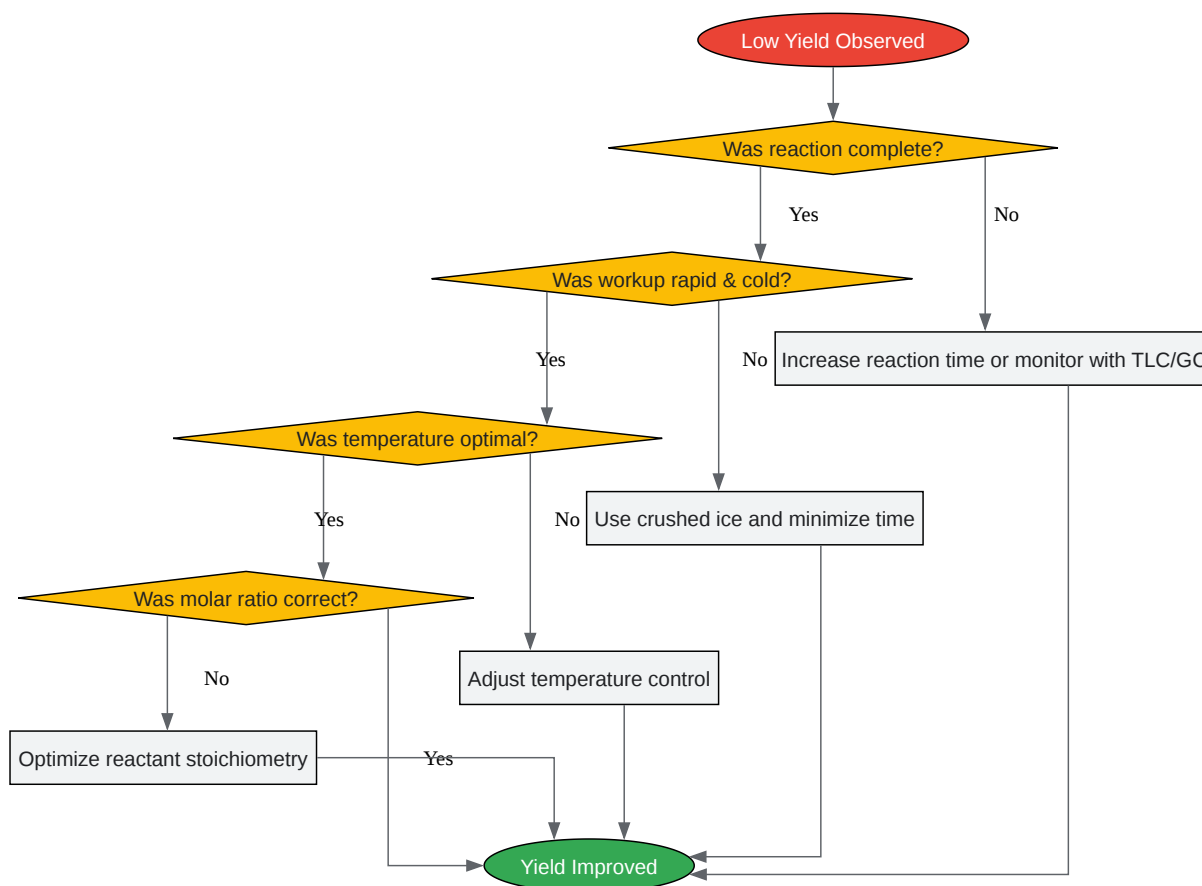 Low Yield Observed
Was reaction complete?
Yes
No
Was workup rapid & cold?
Yes
No
Increase reaction time or monitor with TLC/GC
Was temperature optimal?
Yes
No
Use crushed ice and minimize time
Was molar ratio correct?
No
Adjust temperature control
Optimize reactant stoichiometry
Yes
Yield Improved